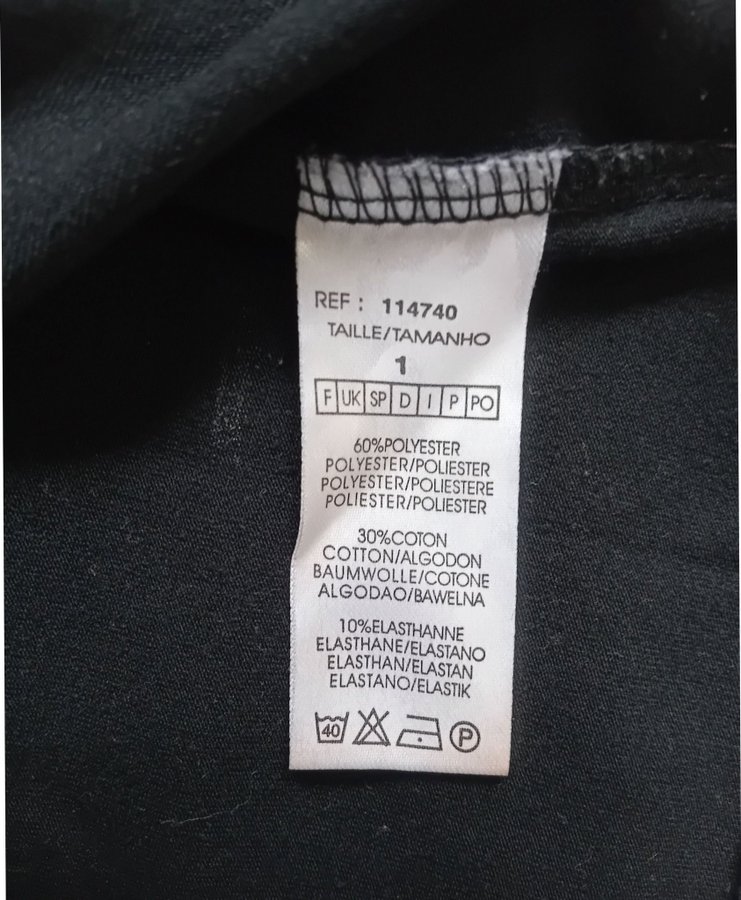 REF : 114740
TAILLE/TAMANHO
1
F UK SP D I P PO
60%POLYESTER
POLYESTER/POLIESTER
POLYESTER/POLIESTERE
POLIESTER/POLIESTER
30%COTON
COTTON/ALGODON
BAUMWOLLE/COTONE
ALGODAO/BAWELNA
10%ELASTHANNE
ELASTHANE/ELASTANO
ELASTHAN/ELASTAN
ELASTANO/ELASTIK
40 P